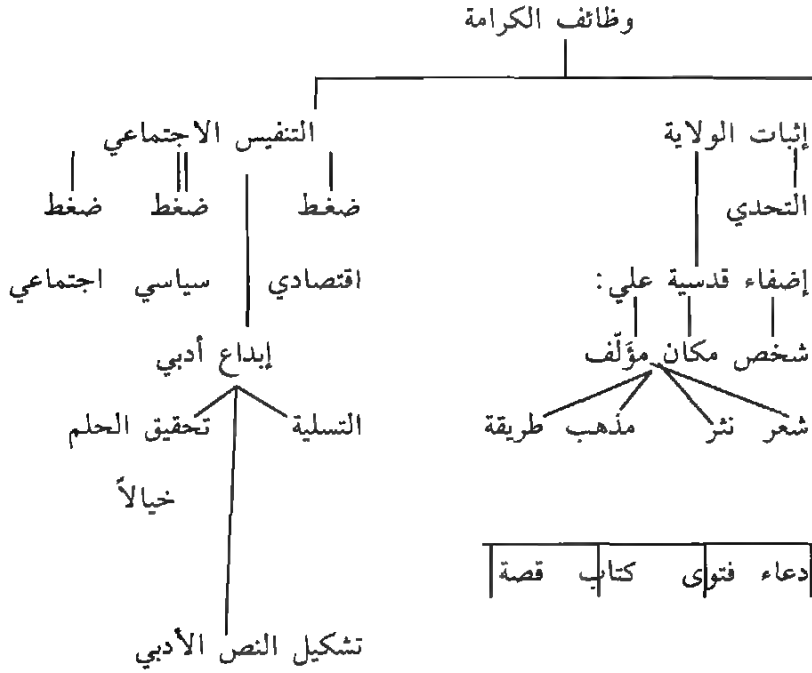 وظائف الكرامة
إثبات الولاية التنفيس الاجتماعي
التحدي ضغط ضغط ضغط
إضفاء قدسية علي: اقتصادي سياسي اجتماعي
شخص مكان مؤلّف إبداع أدبي
شعر نثر مذهب طريقة التسلية تحقيق الحلم
خيالاً
دعاء فتوى كتاب قصة
تشكيل النص الأدبي